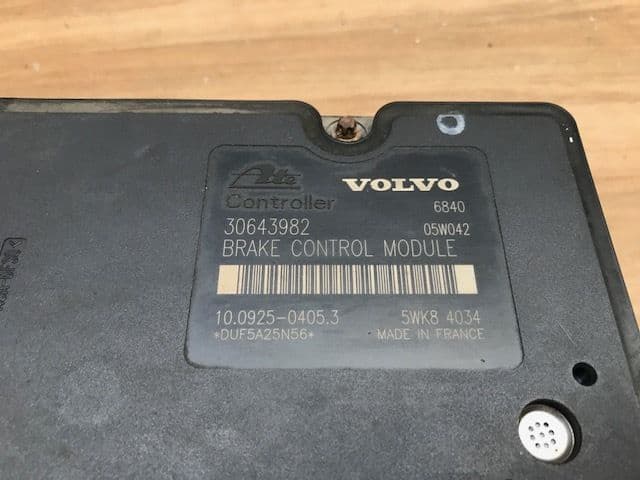 Ate VOLVO
Controller 6840
30643982 05W042
BRAKE CONTROL MODULE
10.0925-0405.3 5WK8 4034
*DUF5A25N56* MADE IN FRANCE